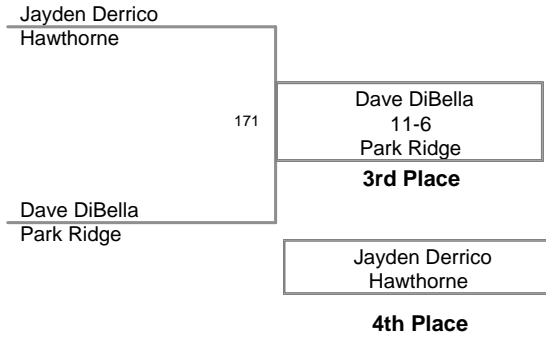 Jayden Derrico
Hawthorne
171
Dave DiBella
11-6
Park Ridge
3rd Place
Dave DiBella
Park Ridge
Jayden Derrico
Hawthorne
4th Place